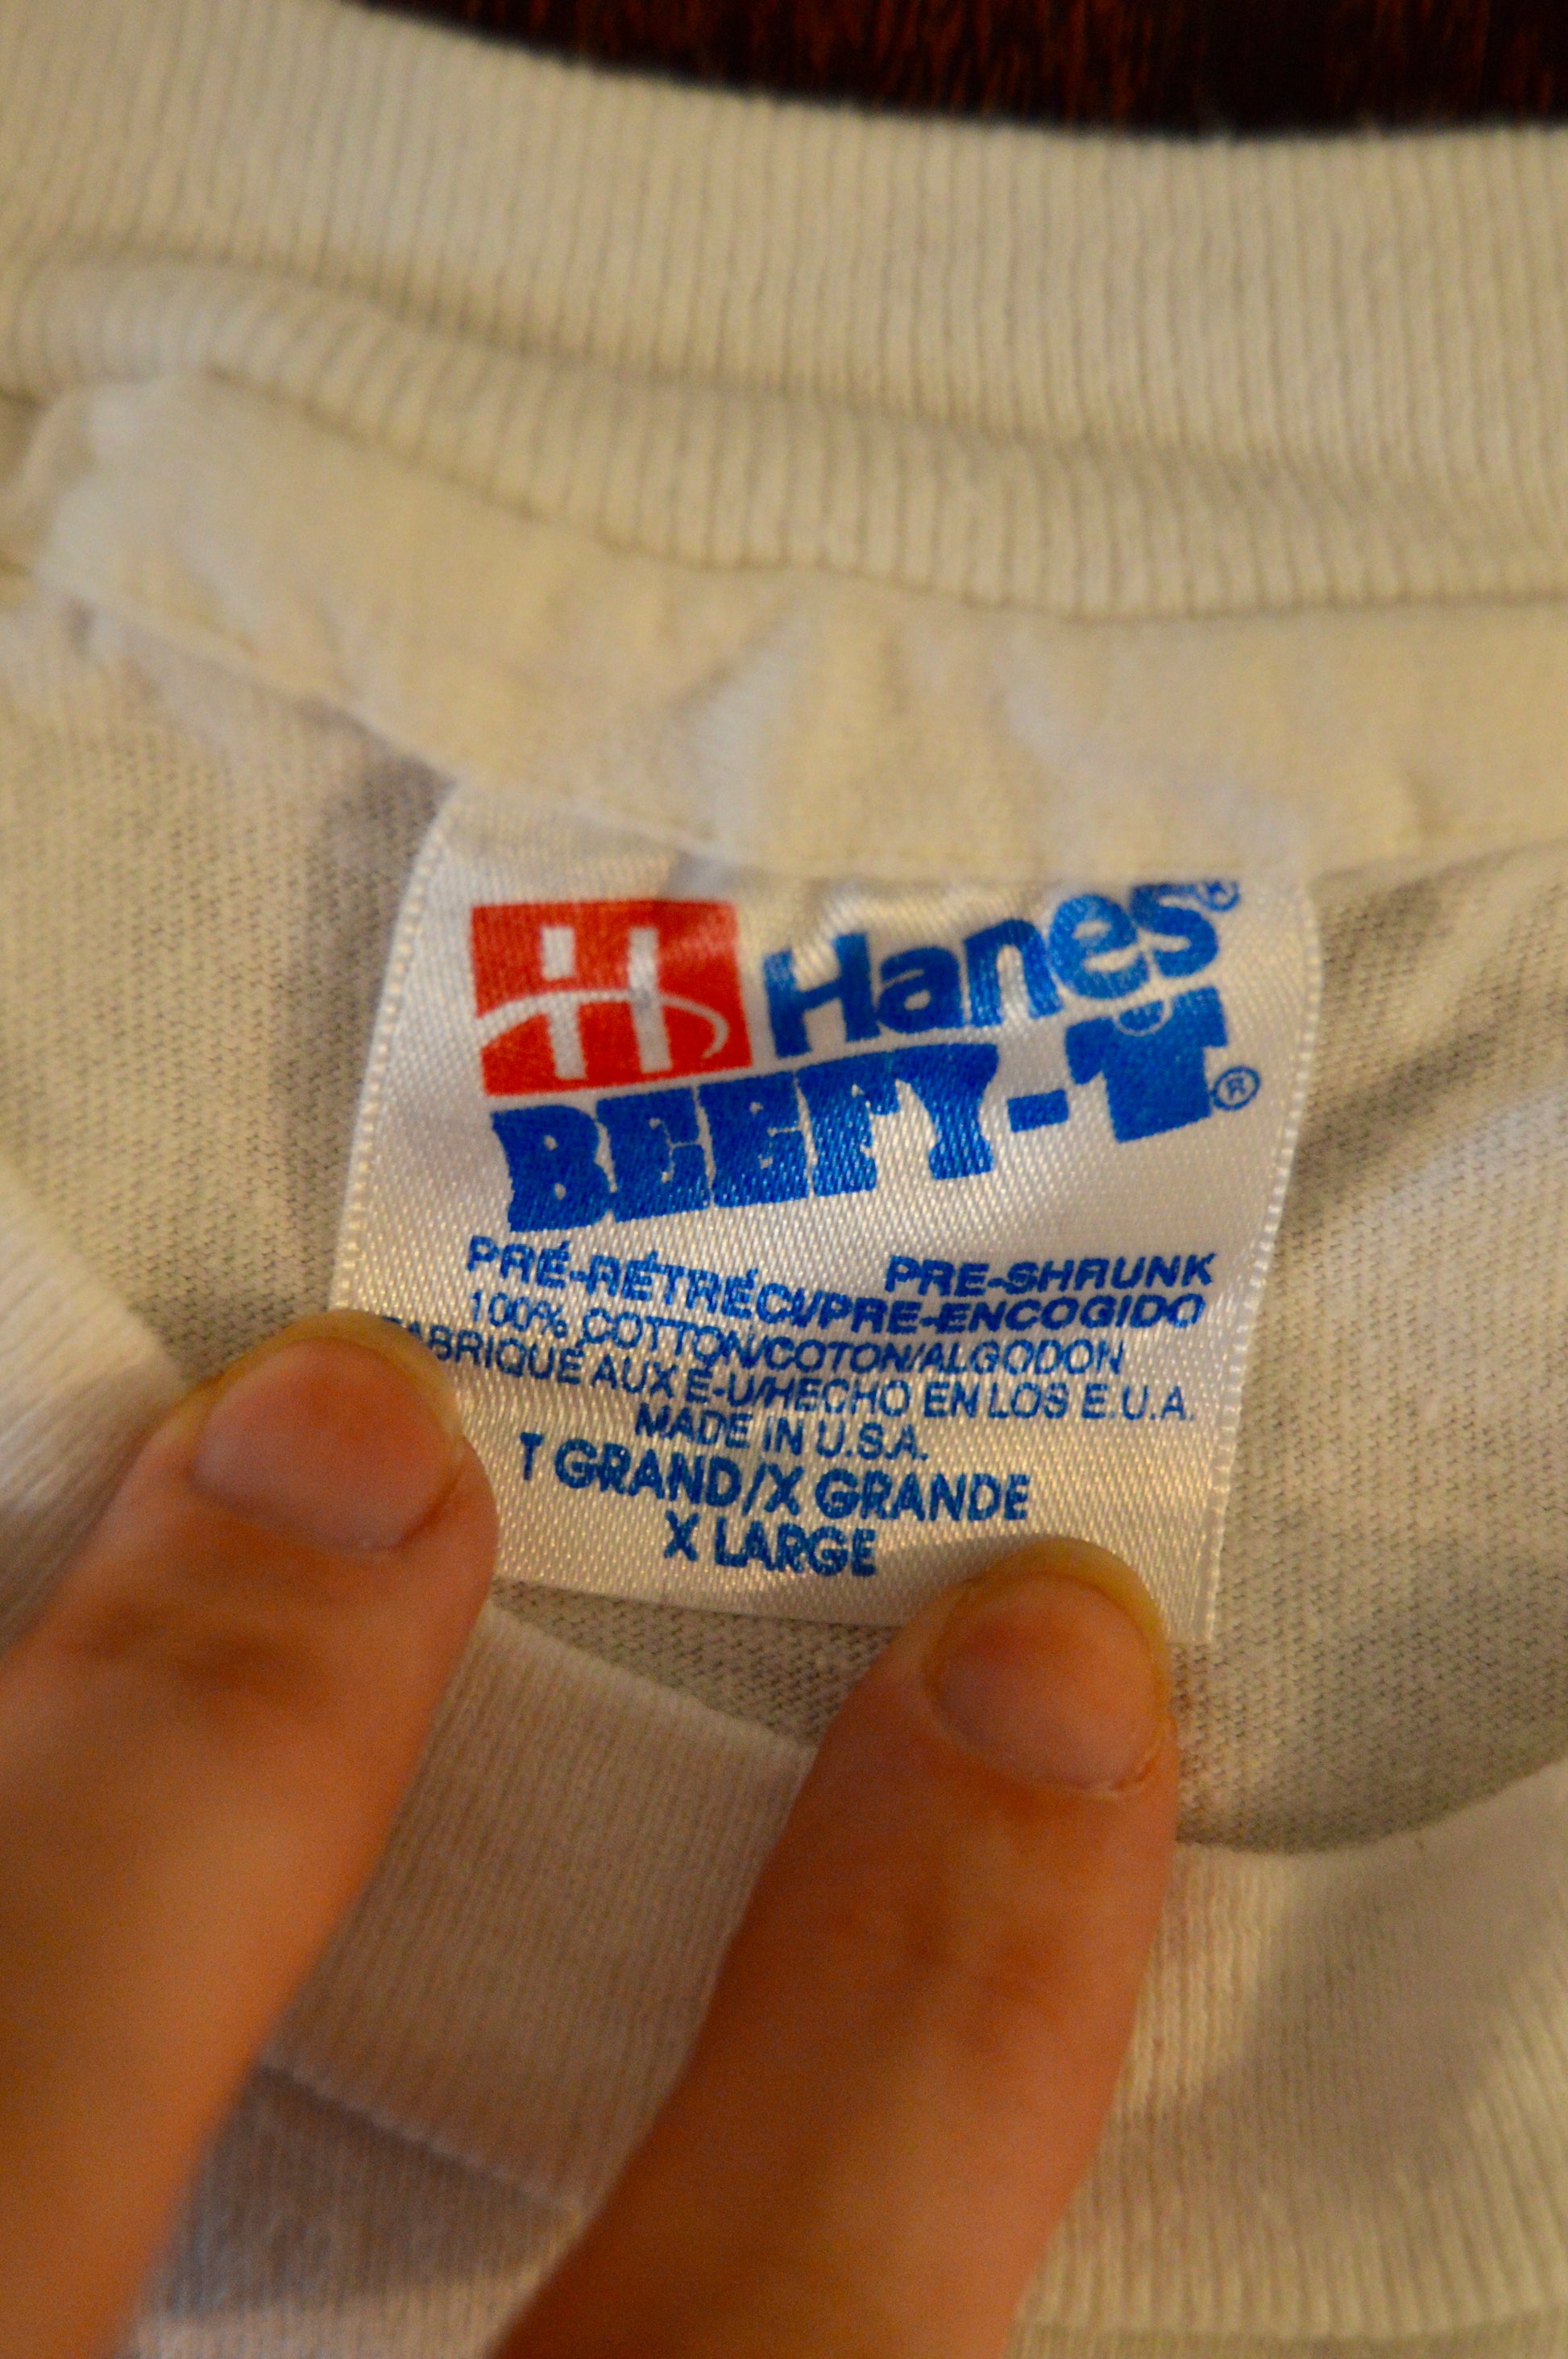 H Hanes®
BEEFY-T®
PRE-SHRUNK
PRÉ-RÉTRÉCI/PRE-ENCOGIDO
100% COTTON/COTON/ALGODON
FABRIQUÉ AUX É-U/HECHO EN LOS E.U.A.
MADE IN U.S.A.
T GRAND/X GRANDE
X LARGE